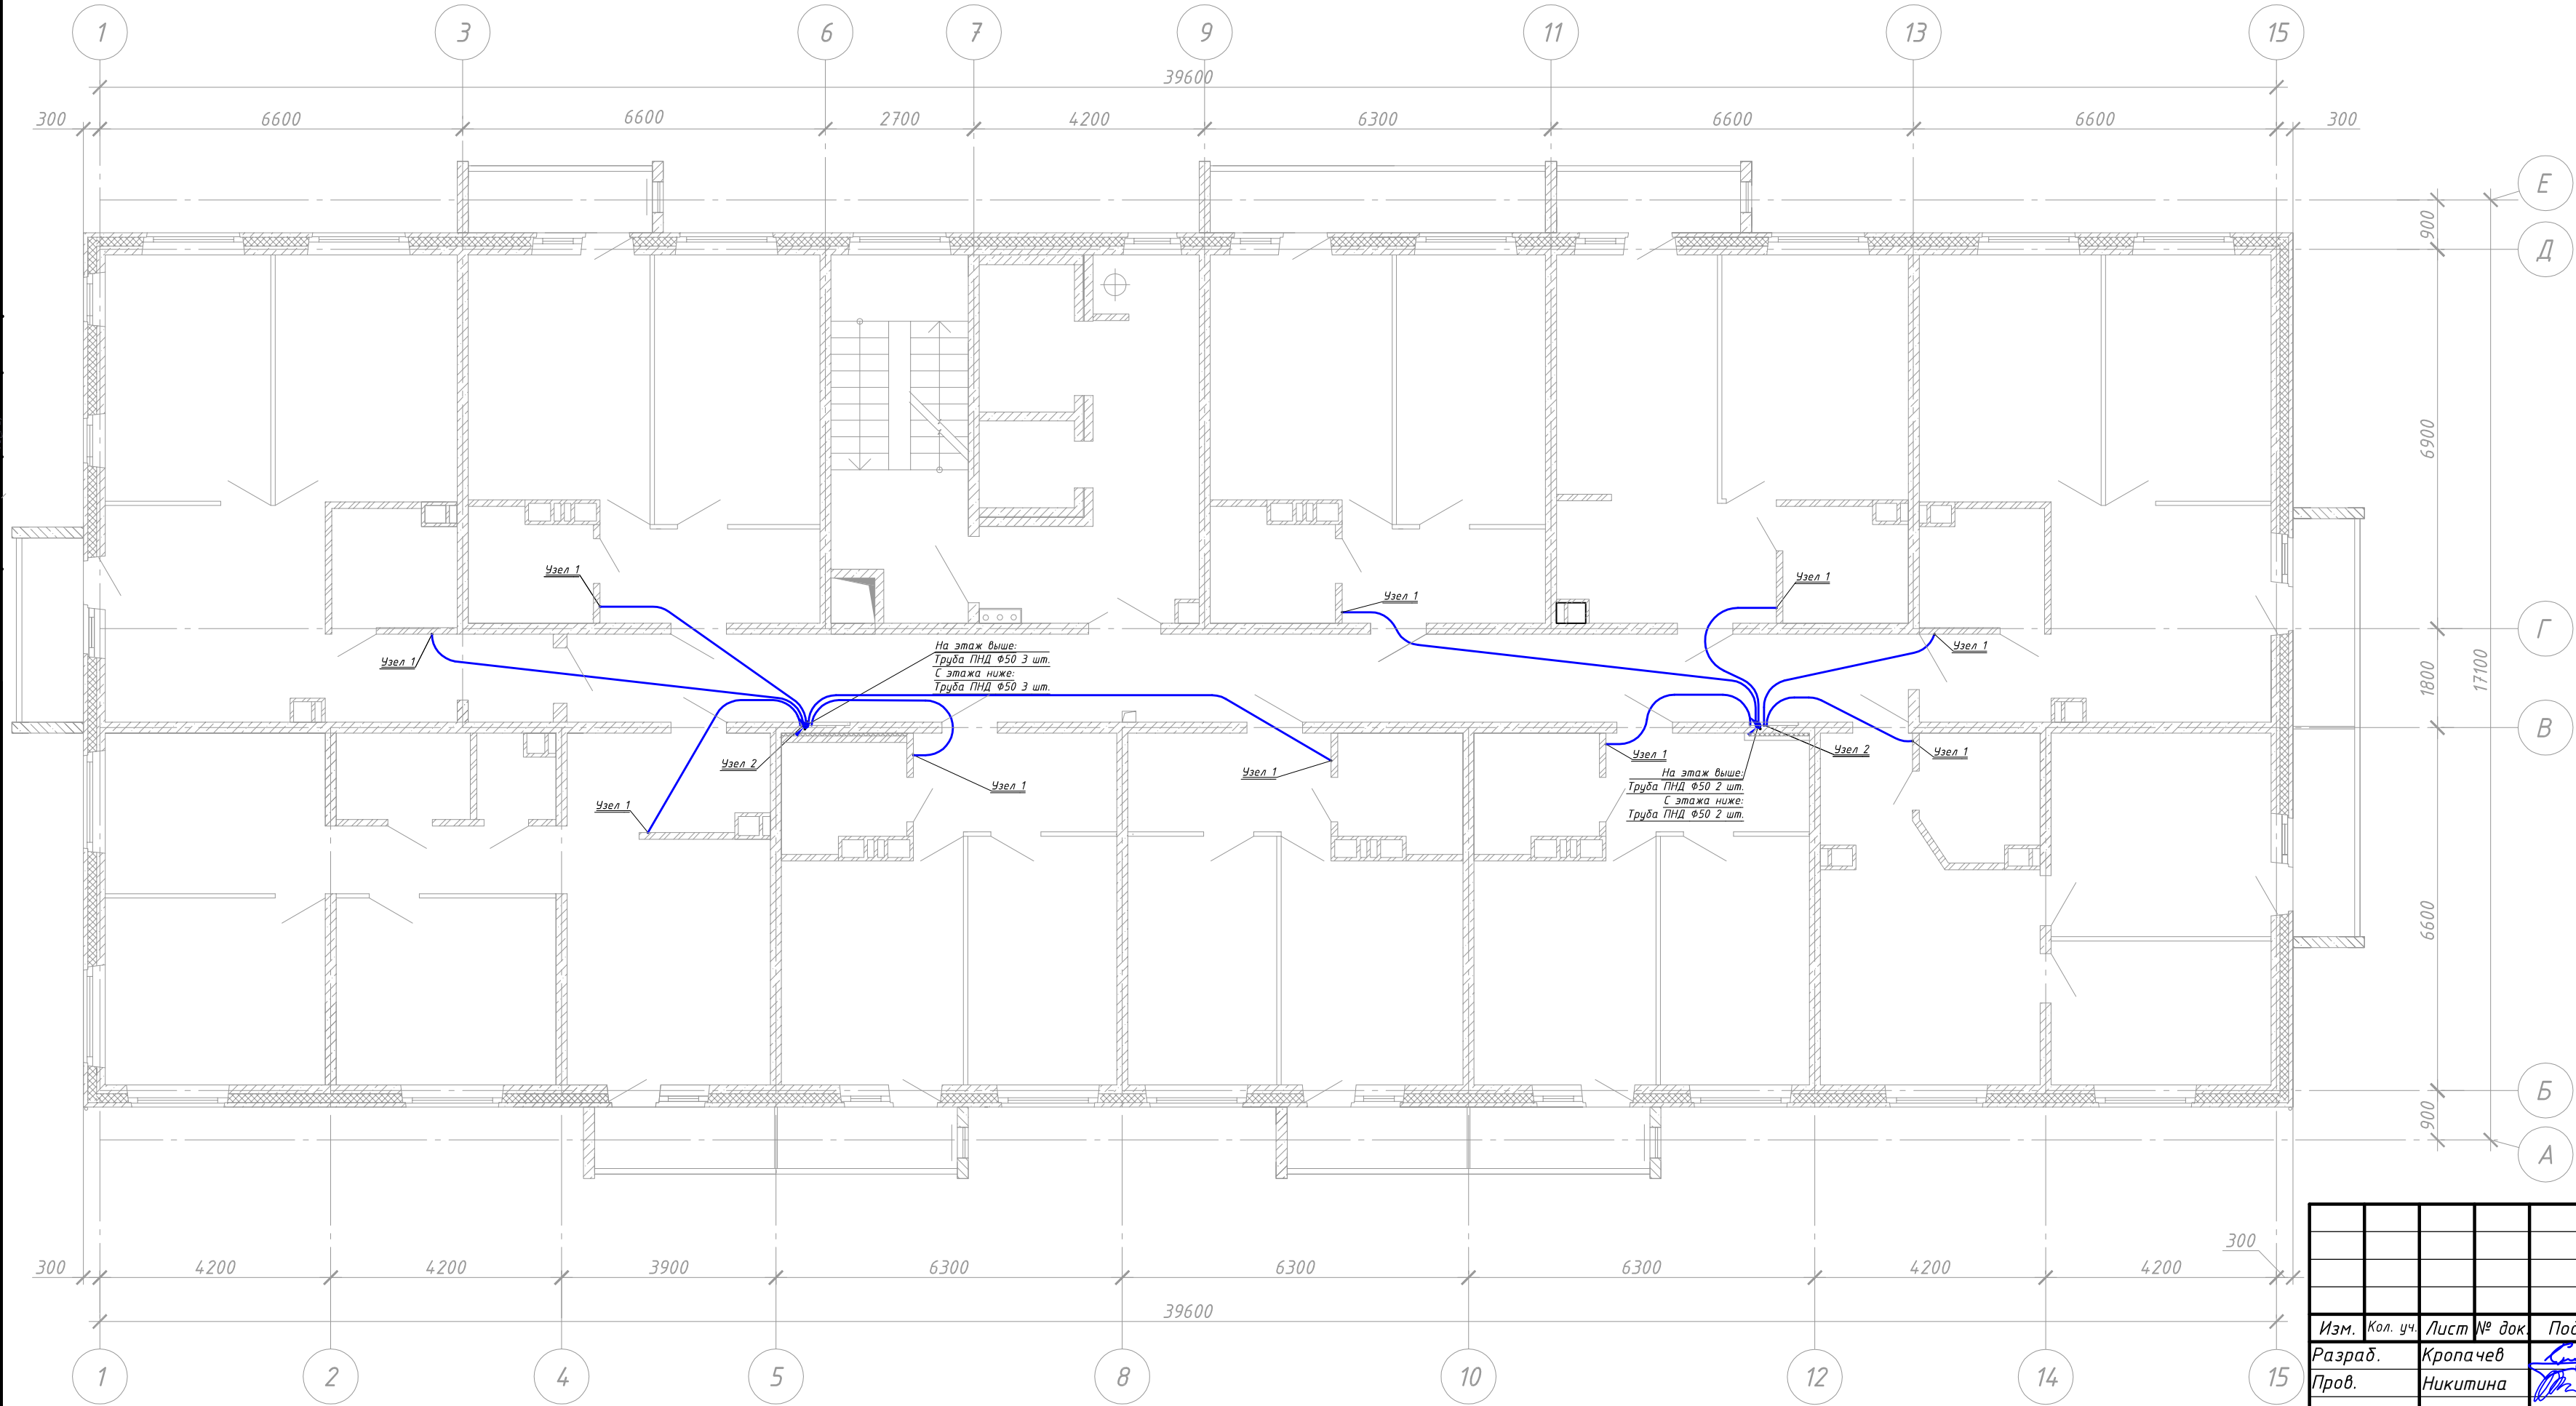 1 3 6 7 9 11 13 15
39600
300 6600 6600 2700 4200 6300 6600 6600 300
Е
900
Д
6900
Узел 1
Узел 1
Узел 1
Г
Узел 1
Узел 1
1800
17100
На этаж выше:
Труба ПНД Ф50 3 шт.
С этажа ниже:
Труба ПНД Ф50 3 шт.
В
Узел 2
Узел 1
Узел 1
Узел 1
Узел 1
Узел 2
Узел 1
На этаж выше:
Труба ПНД Ф50 2 шт.
С этажа ниже:
Труба ПНД Ф50 2 шт.
6600
Б
900
А
300 4200 4200 3900 6300 6300 6300 4200 4200 300
39600
1 2 4 5 8 10 12 14 15
Изм. Кол. уч. Лист № док.
Разраб. Кропачев
Пров. Никитина